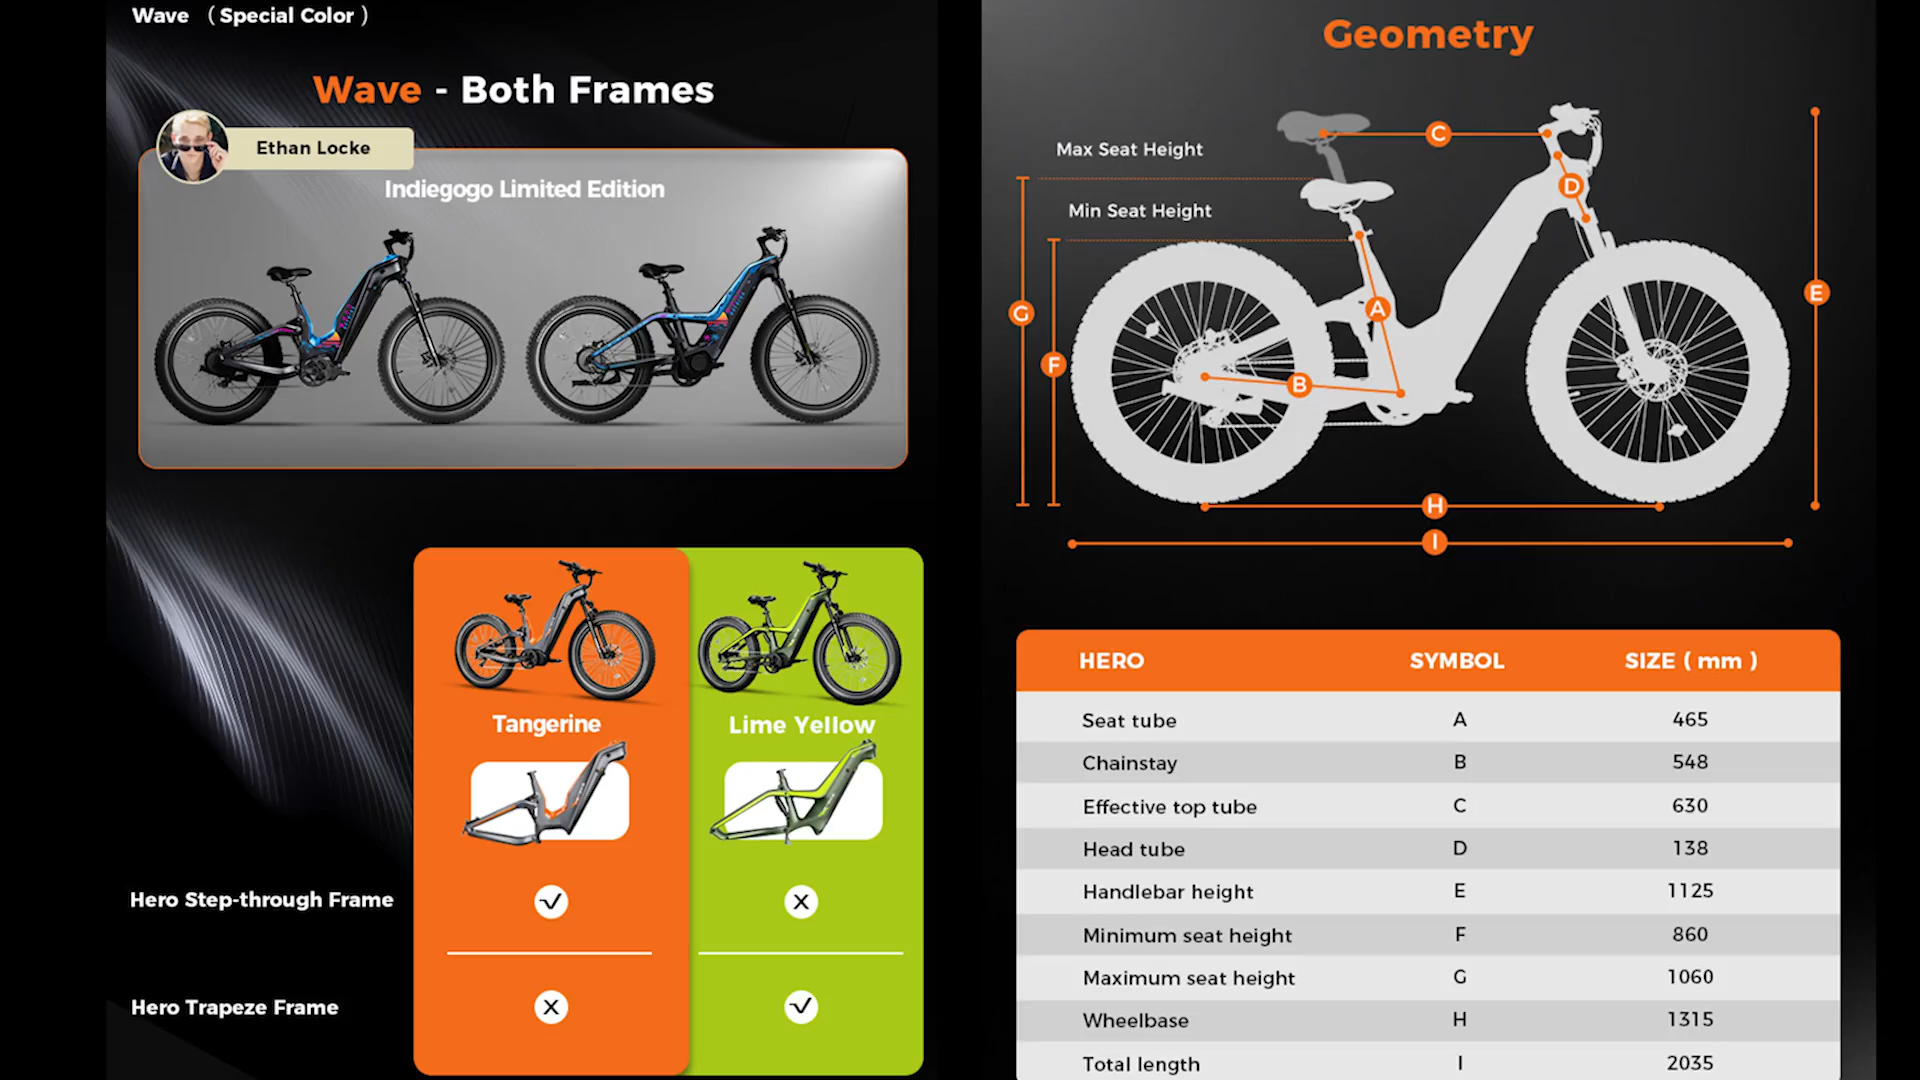 Wave （Special Color）
Wave - Both Frames
Ethan Locke
Indiegogo Limited Edition
Tangerine
Lime Yellow
Hero Step-through Frame
X
Hero Trapeze Frame
X
Geometry
Max Seat Height
Min Seat Height
C
D
E
G
A
F
B
H
I
HERO SYMBOL SIZE ( mm )
Seat tube A 465
Chainstay B 548
Effective top tube C 630
Head tube D 138
Handlebar height E 1125
Minimum seat height F 860
Maximum seat height G 1060
Wheelbase H 1315
Total length I 2035